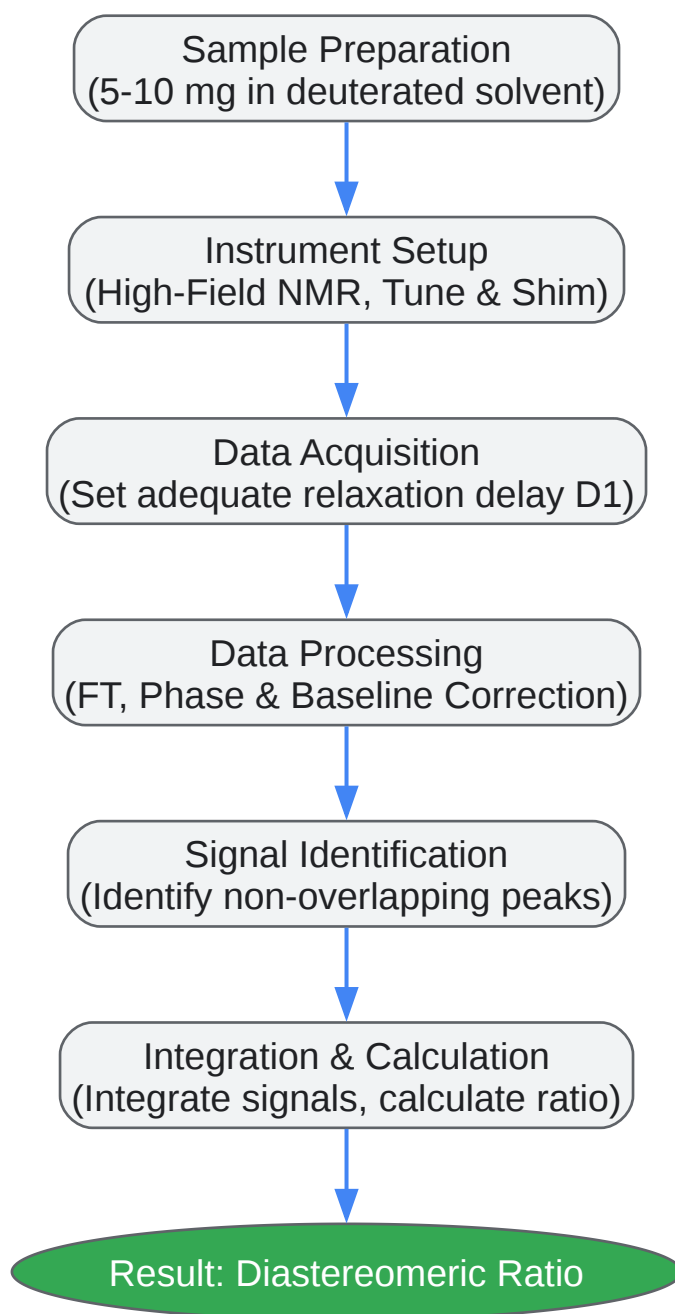 Sample Preparation
(5-10 mg in deuterated solvent)
Instrument Setup
(High-Field NMR, Tune & Shim)
Data Acquisition
(Set adequate relaxation delay D1)
Data Processing
(FT, Phase & Baseline Correction)
Signal Identification
(Identify non-overlapping peaks)
Integration & Calculation
(Integrate signals, calculate ratio)
Result: Diastereomeric Ratio